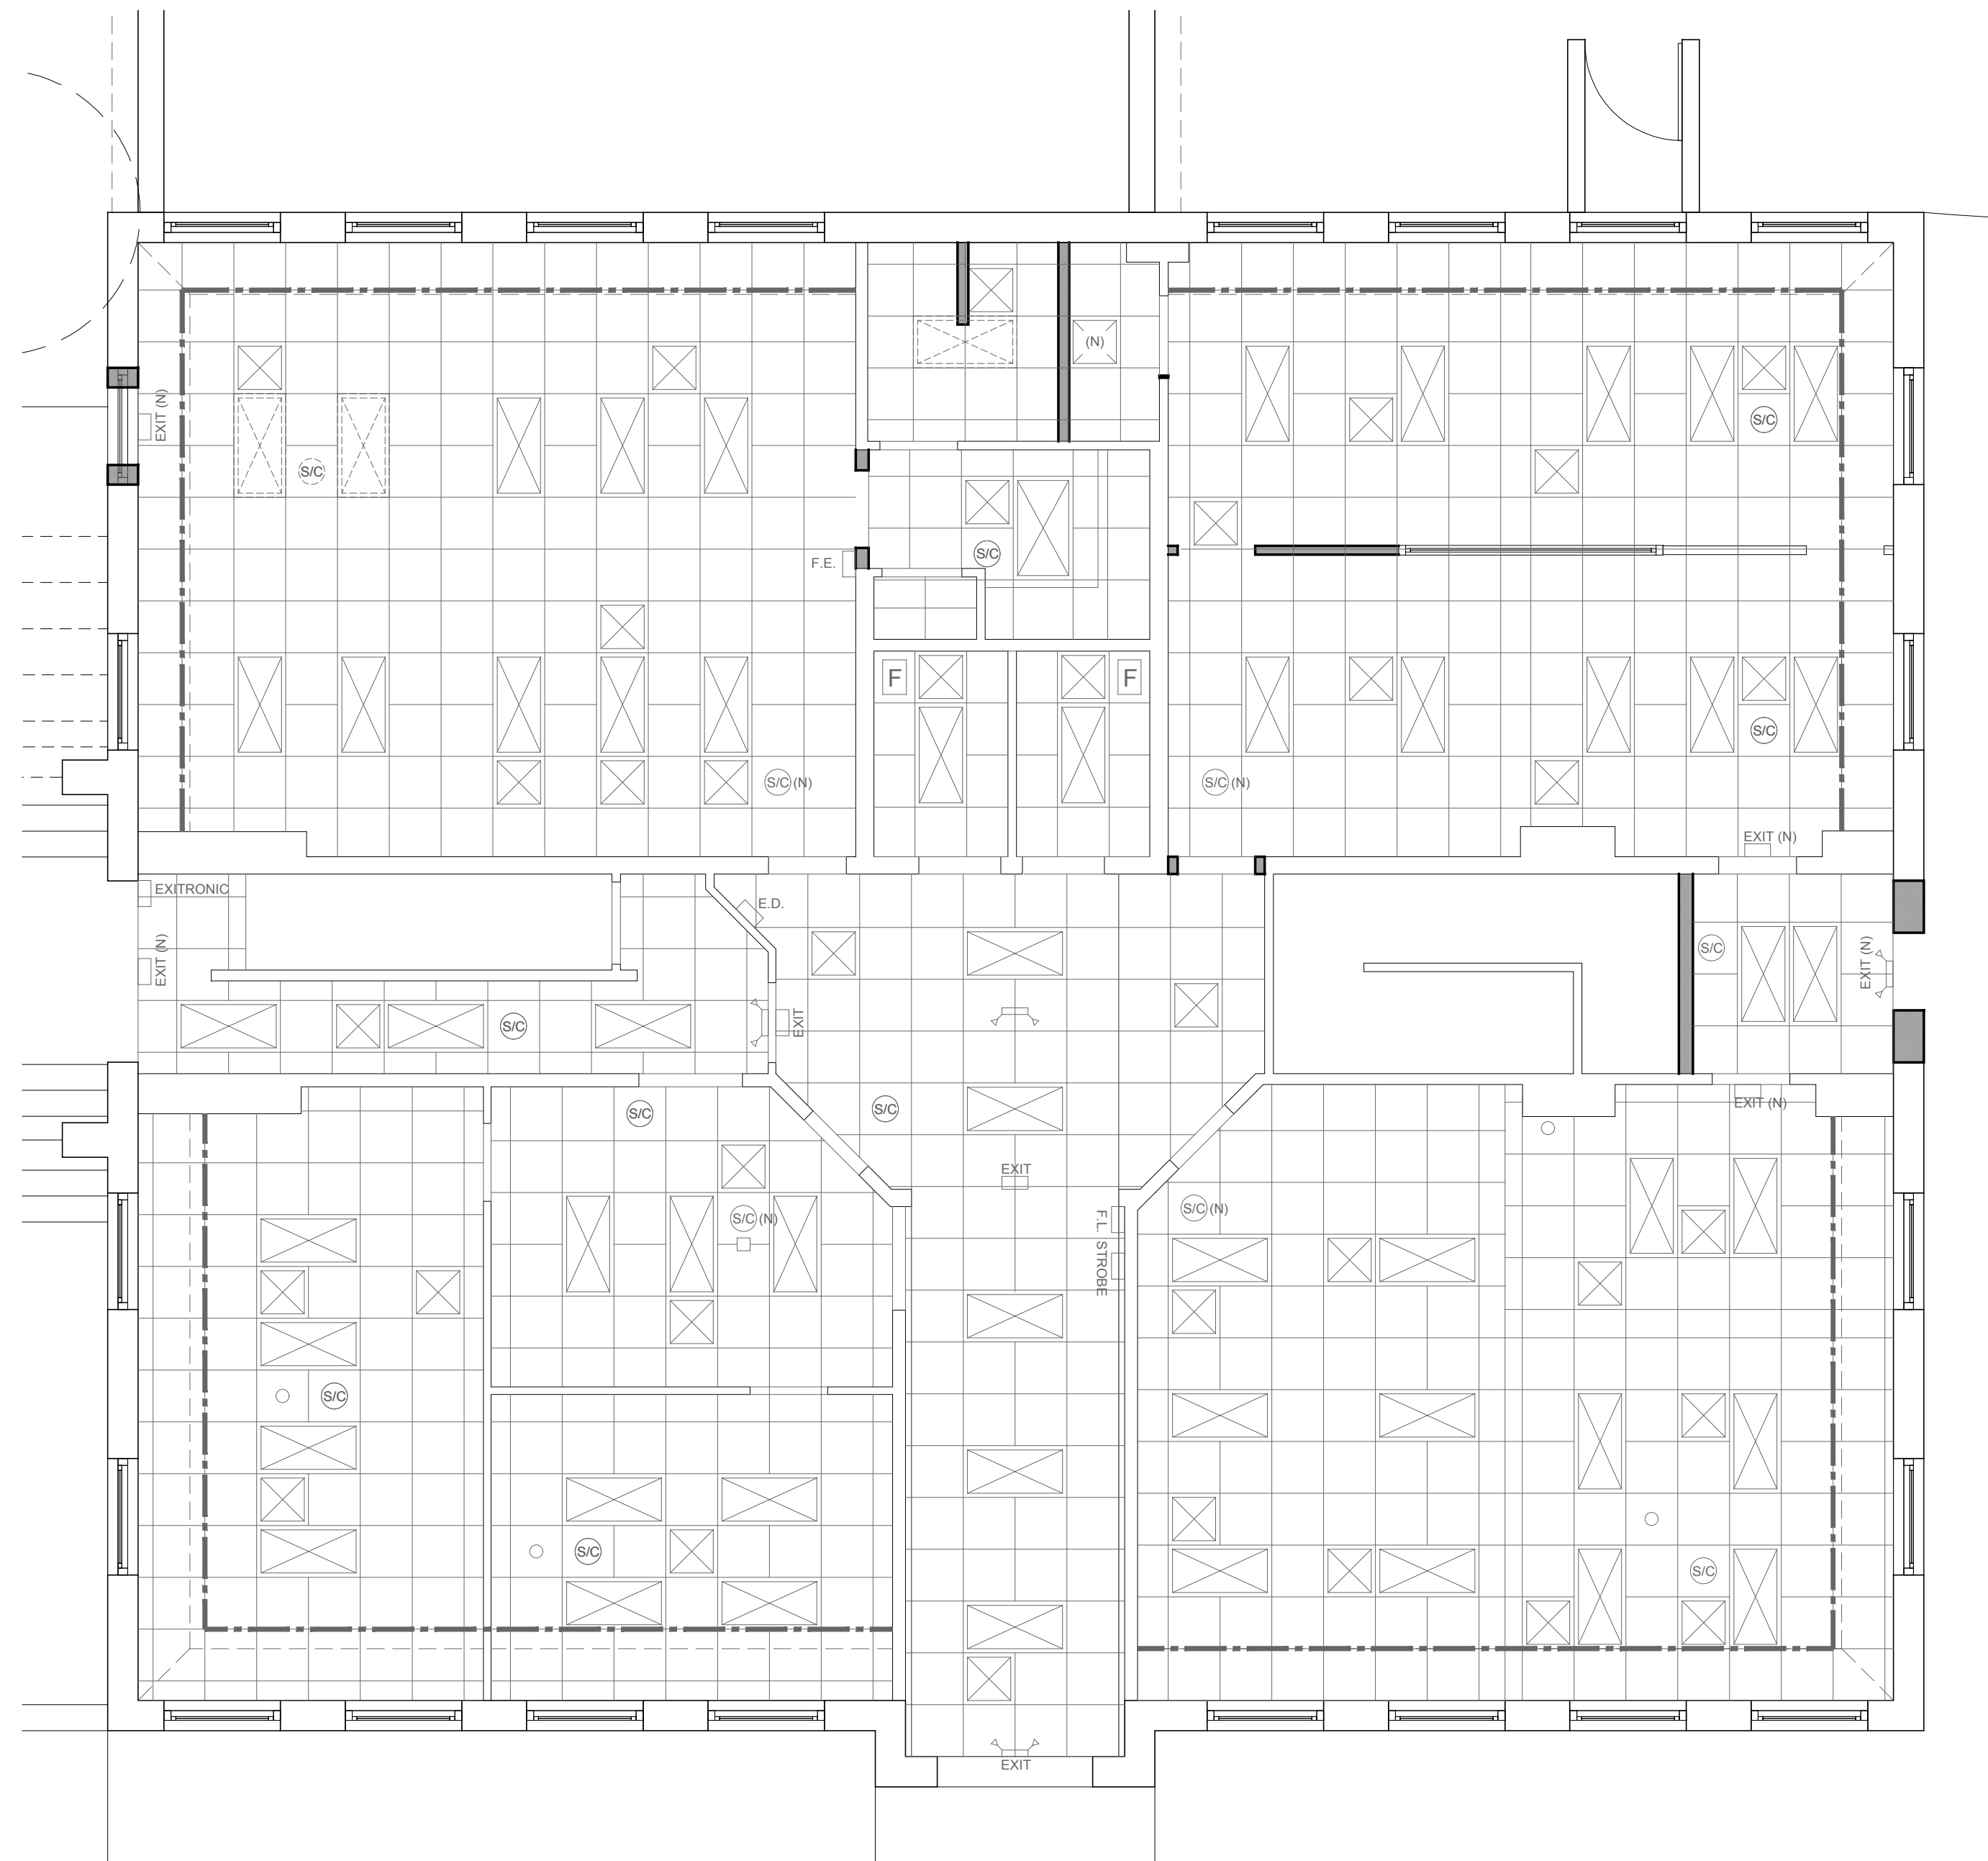 (N)
EXIT (N)
S/C
S/C
S/C
F.E.
F
F
S/C
S/C (N)
S/C (N)
EXIT (N)
EXITRONIC
E.D.
EXIT (N)
S/C
EXIT (N)
S/C
EXIT
S/C
S/C
EXIT (N)
EXIT
S/C (N)
S/C (N)
F.L. STROBE
S/C
S/C
S/C
EXIT